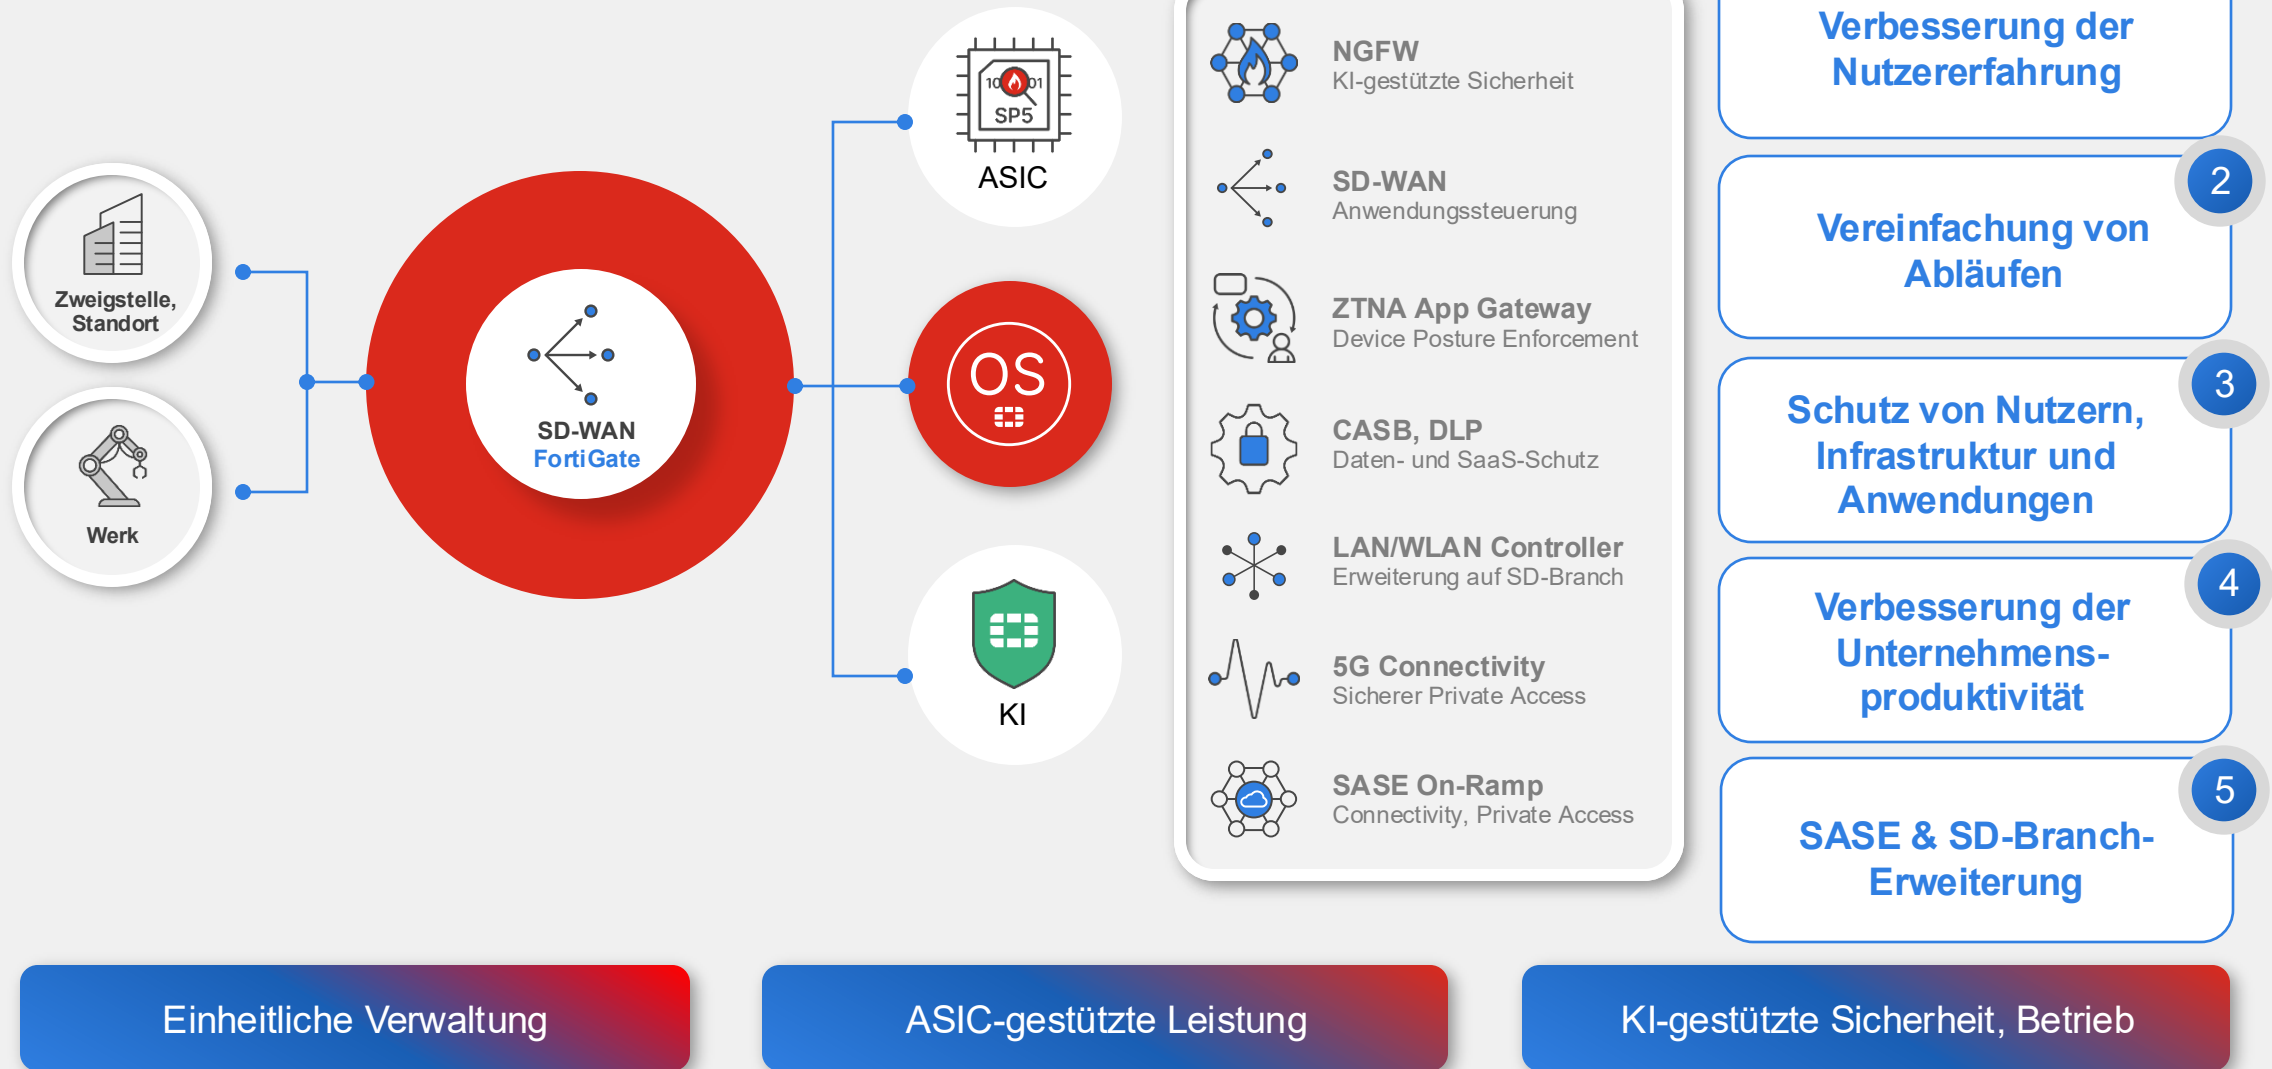 Zweigstelle,
Standort
Werk
SD-WAN
FortiGate
10 01
SP5
ASIC
OS
KI
NGFW
KI-gestützte Sicherheit
SD-WAN
Anwendungssteuerung
ZTNA App Gateway
Device Posture Enforcement
CASB, DLP
Daten- und SaaS-Schutz
LAN/WLAN Controller
Erweiterung auf SD-Branch
5G Connectivity
Sicherer Private Access
SASE On-Ramp
Connectivity, Private Access
Verbesserung der
Nutzererfahrung
2
Vereinfachung von
Abläufen
3
Schutz von Nutzern,
Infrastruktur und
Anwendungen
4
Verbesserung der
Unternehmens-
produktivität
5
SASE & SD-Branch-
Erweiterung
Einheitliche Verwaltung
ASIC-gestützte Leistung
KI-gestützte Sicherheit, Betrieb